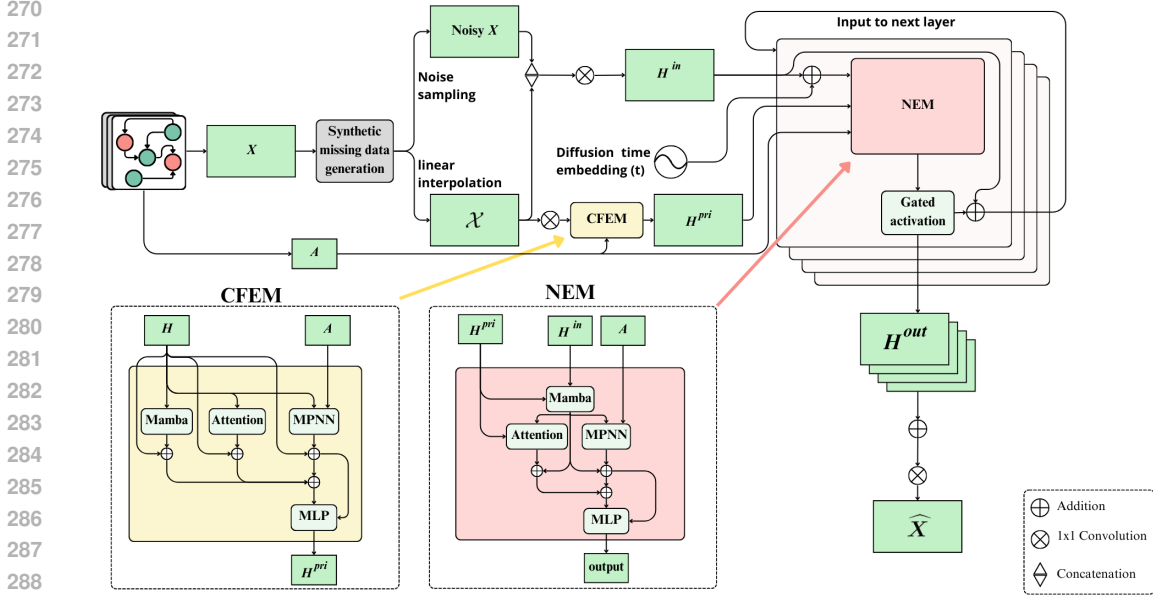 270
271
272
273
274
275
276
277
278
279
280
281
282
283
284
285
286
287
288
Input to next layer
Noisy X
Noise
sampling
H^in
NEM
X
Synthetic
missing data
generation
linear
interpolation
Diffusion time
embedding (t)
𝒳
CFEM
H^pri
Gated
activation
A
CFEM
H
A
Mamba
Attention
MPNN
MLP
H^pri
NEM
H^pri
H^in
A
Mamba
Attention
MPNN
MLP
output
H^out
X̂
Addition
1x1 Convolution
Concatenation